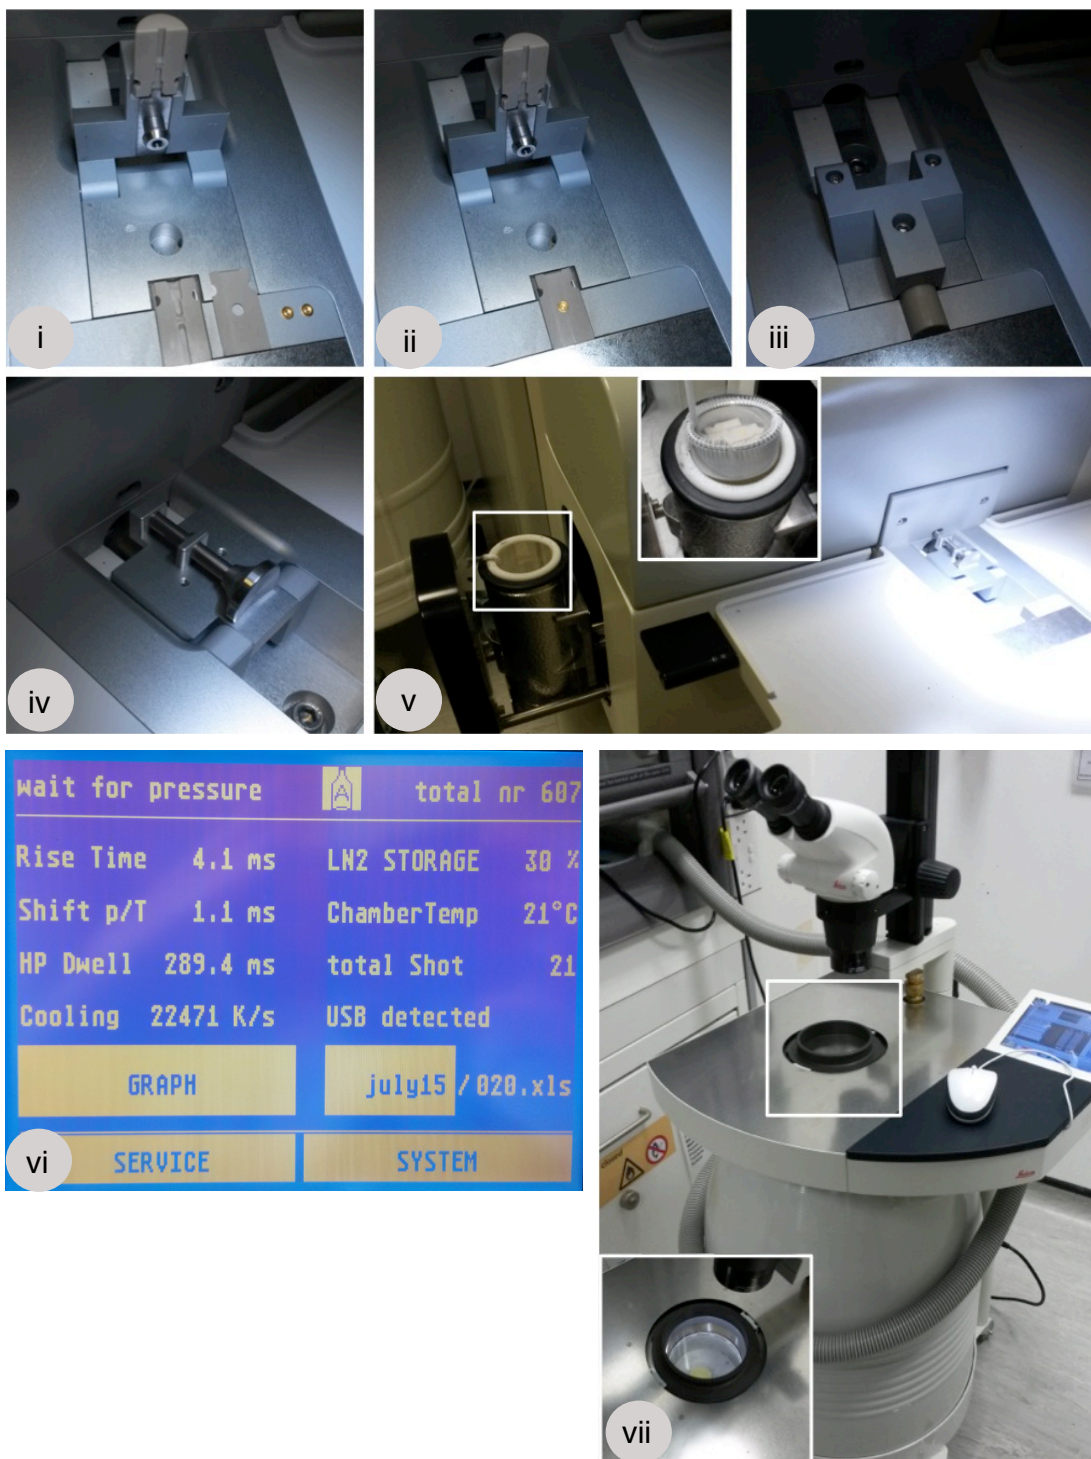 i
ii
iii
iv
v
wait for pressure A total nr 607
Rise Time 4.1 ms LN2 STORAGE 30 %
Shift p/T 1.1 ms ChamberTemp 21°C
HP Dwell 289.4 ms total Shot 21
Cooling 22471 K/s USB detected
GRAPH july15 / 020.xls
SERVICE SYSTEM
vi
closed
Leica
vii